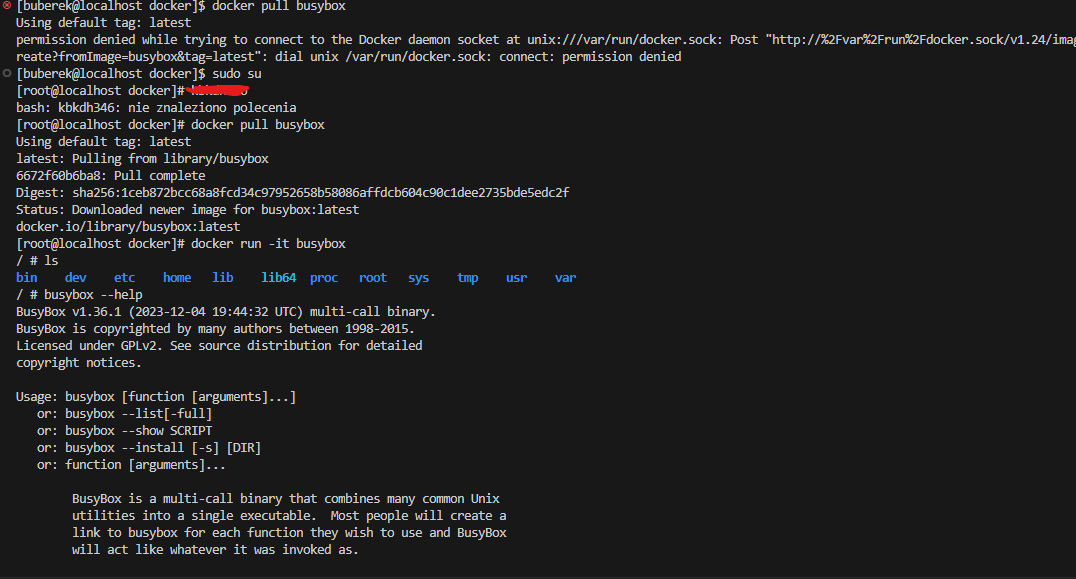 [buberek@localhost docker]$ docker pull busybox
Using default tag: latest
permission denied while trying to connect to the Docker daemon socket at unix:///var/run/docker.sock: Post "http://%2Fvar%2Frun%2Fdocker.sock/v1.24/imag
reate?fromImage=busybox&tag=latest": dial unix /var/run/docker.sock: connect: permission denied
[buberek@localhost docker]$ sudo su
[root@localhost docker]#
bash: kbkdh346: nie znaleziono polecenia
[root@localhost docker]# docker pull busybox
Using default tag: latest
latest: Pulling from library/busybox
6672f60b6ba8: Pull complete
Digest: sha256:1ceb872bcc68a8fcd34c97952658b58086affdcb604c90c1dee2735bde5edc2f
Status: Downloaded newer image for busybox:latest
docker.io/library/busybox:latest
[root@localhost docker]# docker run -it busybox
/ # ls
bin dev etc home lib lib64 proc root sys tmp usr var
/ # busybox --help
BusyBox v1.36.1 (2023-12-04 19:44:32 UTC) multi-call binary.
BusyBox is copyrighted by many authors between 1998-2015.
Licensed under GPLv2. See source distribution for detailed
copyright notices.
Usage: busybox [function [arguments]...]
or: busybox --list[-full]
or: busybox --show SCRIPT
or: busybox --install [-s] [DIR]
or: function [arguments]...
BusyBox is a multi-call binary that combines many common Unix
utilities into a single executable.  Most people will create a
link to busybox for each function they wish to use and BusyBox
will act like whatever it was invoked as.